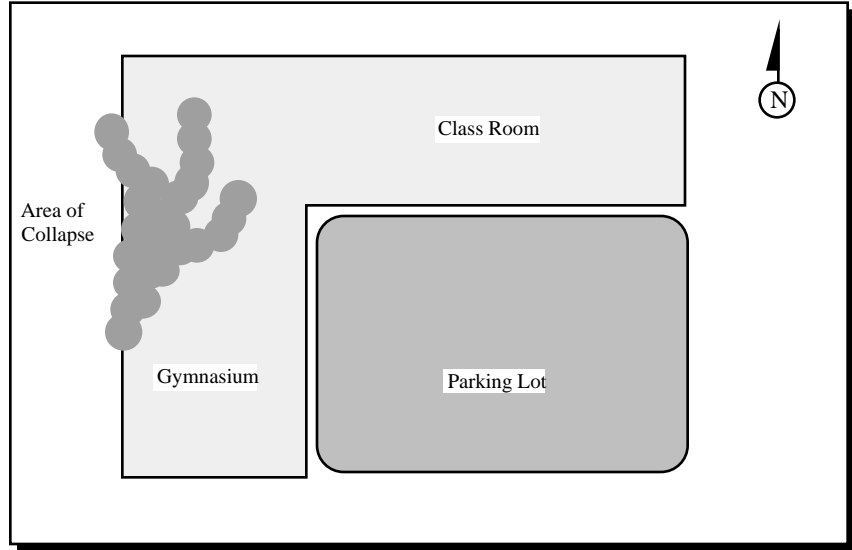 N
Class Room
Area of
Collapse
Gymnasium
Parking Lot